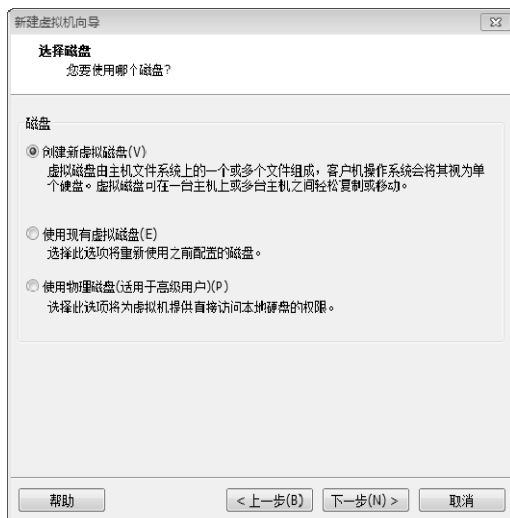 新建虚拟机向导
选择磁盘
您要使用哪个磁盘?
磁盘
创建新虚拟磁盘(V)
虚拟磁盘由主机文件系统上的一个或多个文件组成，客户机操作系统会将其视为单
个硬盘。虚拟磁盘可在一台主机上或多台主机之间轻松复制或移动。
使用现有虚拟磁盘(E)
选择此选项将重新使用之前配置的磁盘。
使用物理磁盘(适用于高级用户)(P)
选择此选项将为虚拟机提供直接访问本地硬盘的权限。
帮助
< 上一步(B)
下一步(N) >
取消